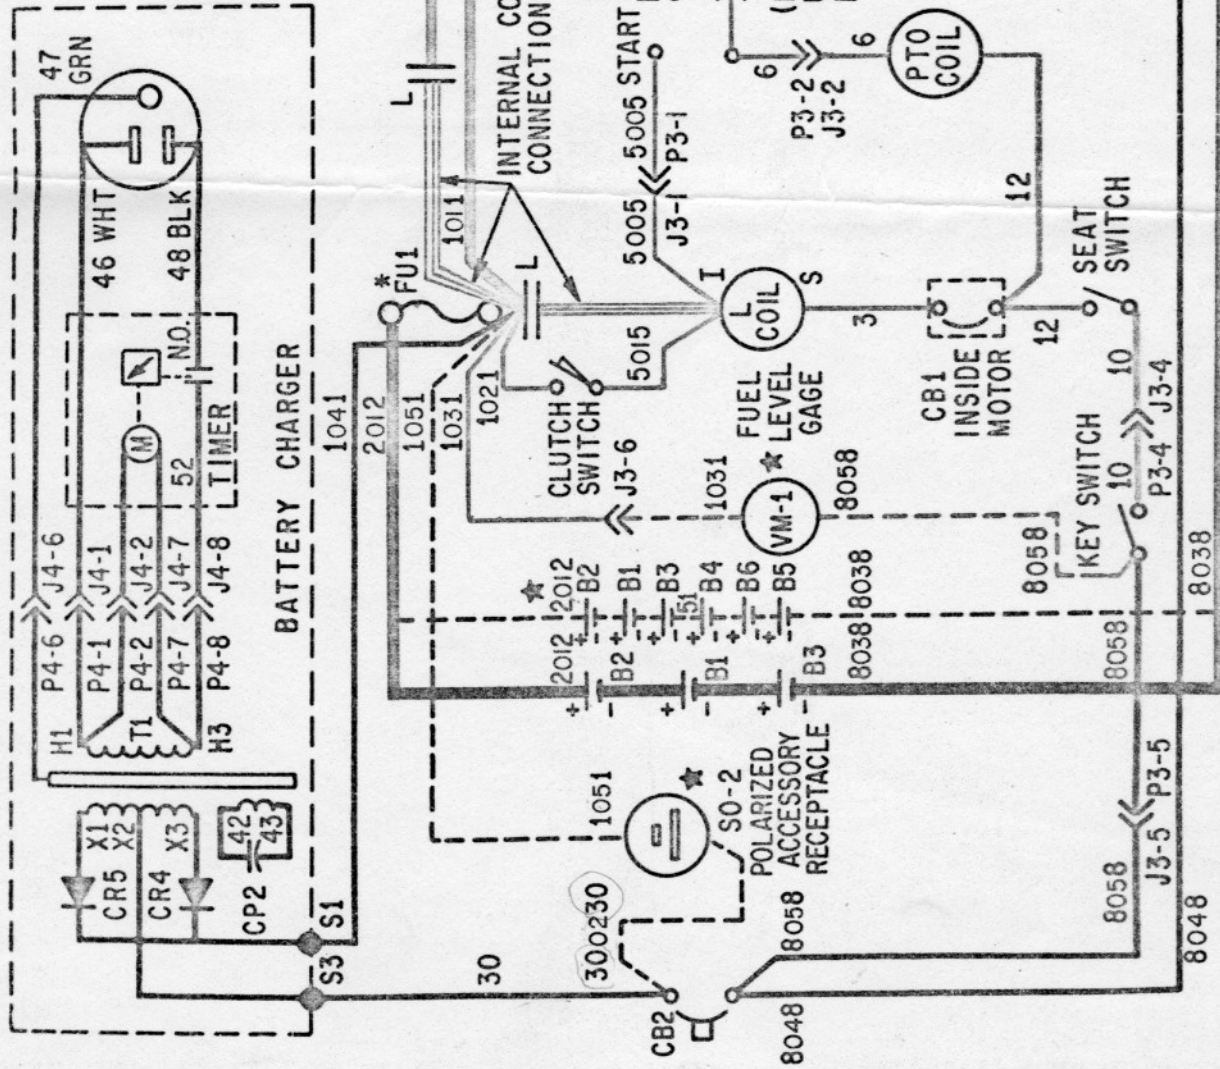 47
GRN
46 WHT
48 BLK
N.O.
M
52
TIMER
BATTERY CHARGER
J4-6
J4-1
J4-2
J4-7
J4-8
P4-6
P4-1
P4-2
P4-7
P4-8
H1
T1
H3
X1
X2
X3
42
43
CR5
CR4
CP2
S1
S3
L
INTERNAL CO
CONNECTION
1011
*
FU1
L
1041
2012
1051
1031
1021
CLUTCH
SWITCH
5015
J3-6
START
5005
5005
P3-1
J3-1
I
L
COIL
S
FUEL
LEVEL
GAGE
★
VM-1
1031
8058
6
6
P3-2
J3-2
PTO
COIL
12
3
CB1
INSIDE
MOTOR
12
SEAT
SWITCH
10
J3-4
KEY SWITCH
10
P3-4
8058
8038
★
2012
B2
B1
B3
51
B4
B6
B5
8038
2012
B2
B1
B3
8038
8058
1051
★
SO-2
POLARIZED
ACCESSORY
RECEPTACLE
30
300230
CB2
8058
8048
8058
J3-5
P3-5
8048